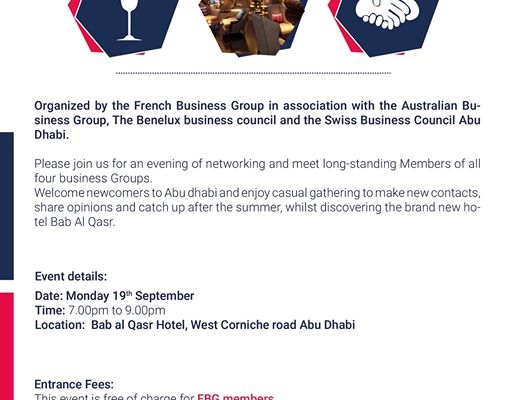 Organized by the French Business Group in association with the Australian Bu-
siness Group, The Benelux business council and the Swiss Business Council Abu
Dhabi.
Please join us for an evening of networking and meet long-standing Members of all
four business Groups.
Welcome newcomers to Abu dhabi and enjoy casual gathering to make new contacts,
share opinions and catch up after the summer, whilst discovering the brand new ho-
tel Bab Al Qasr.
Event details:
Date: Monday 19th September
Time: 7.00pm to 9.00pm
Location: Bab al Qasr Hotel, West Corniche road Abu Dhabi
Entrance Fees:
This event is free of charge for FBG members